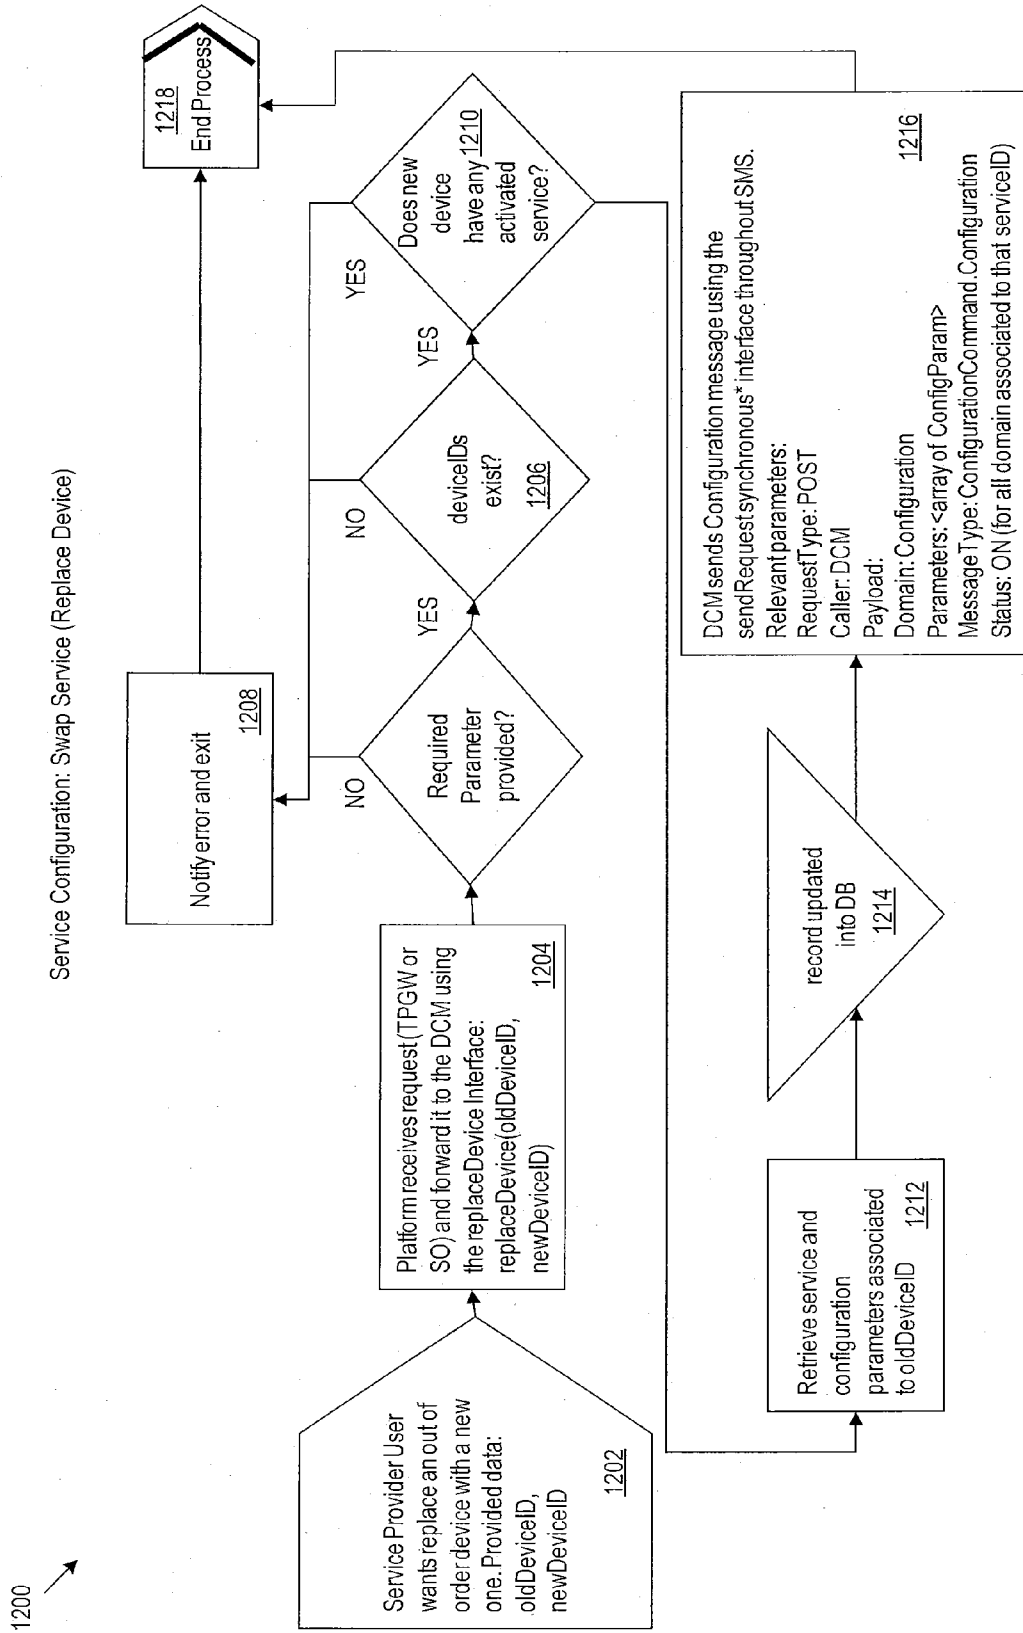 1200
Service Configuration: Swap Service (Replace Device)
Service Provider User
wants replace an out of
order device with a new
one. Provided data:
oldDeviceID,
newDeviceID
1202
Platform receives request (TPGW or
SO) and forward it to the DCM using
the replaceDevice Interface:
replaceDevice(oldDeviceID,
newDeviceID)
1204
Required
Parameter
provided?
NO
YES
deviceIDs
exist?
1206
NO
YES
Notify error and exit
1208
Does new
device
have any 1210
activated
service?
YES
1218
End Process
Retrieve service and
configuration
parameters associated
to oldDeviceID
1212
record updated
into DB
1214
DCM sends Configuration message using the
sendRequestsynchronous* interface throughout SMS.
Relevant parameters:
RequestType: POST
Caller: DCM
Payload:
Domain: Configuration
Parameters: <array of ConfigParam>
MessageType: ConfigurationCommand.Configuration
Status: ON (for all domain associated to that serviceID)
1216